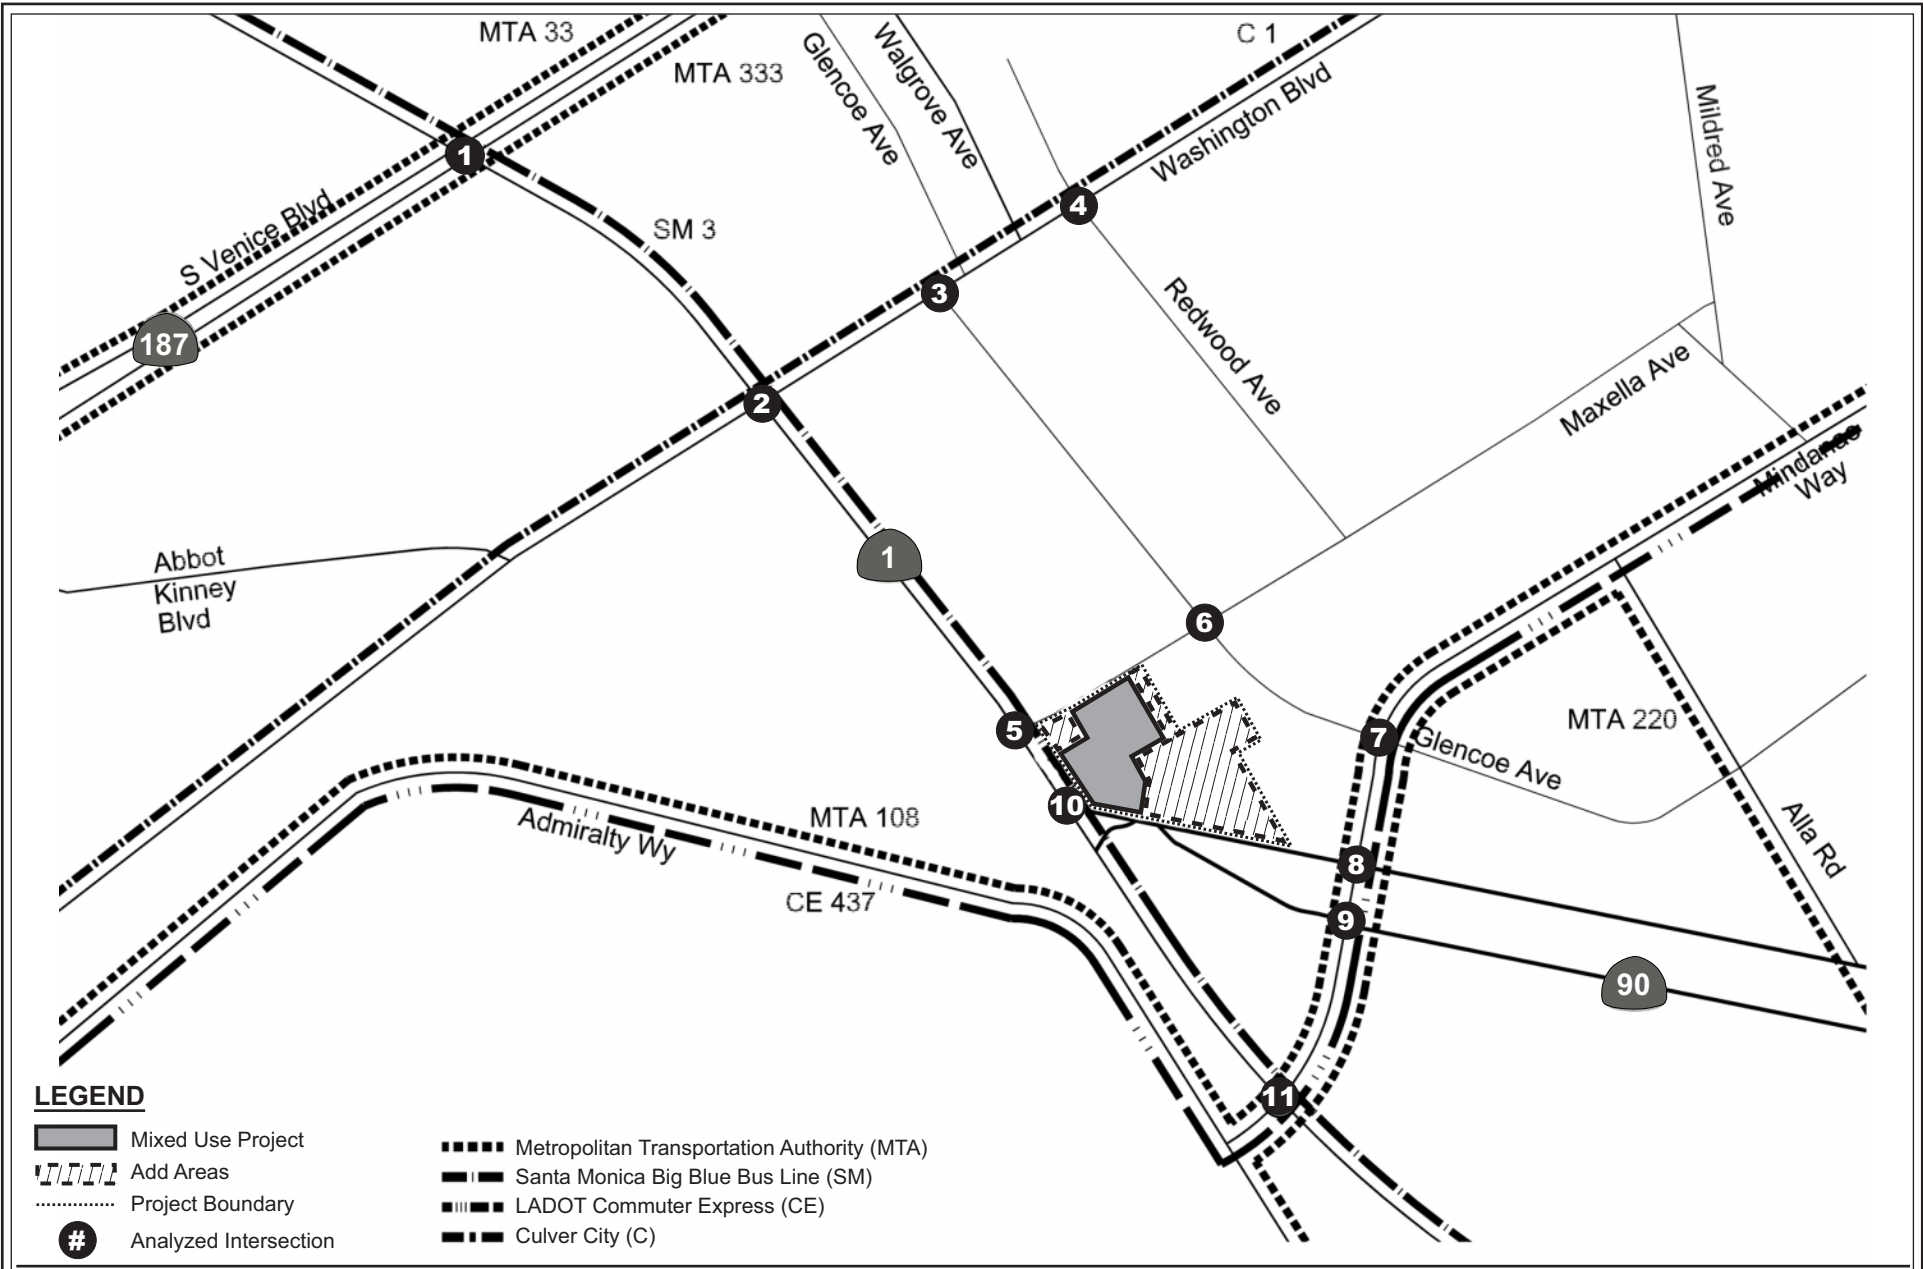 MTA 33
C 1
MTA 333
Glencoe Ave
Walgrove Ave
Washington Blvd
Mildred Ave
1
4
SM 3
S Venice Blvd
3
187
Redwood Ave
Maxella Ave
2
Mindanao
Way
Abbot
Kinney
Blvd
1
6
5
7
MTA 220
Glencoe Ave
10
MTA 108
Admiralty Wy
Alla Rd
8
CE 437
9
90
11
LEGEND
Mixed Use Project
Add Areas
Project Boundary
# Analyzed Intersection
Metropolitan Transportation Authority (MTA)
Santa Monica Big Blue Bus Line (SM)
LADOT Commuter Express (CE)
Culver City (C)